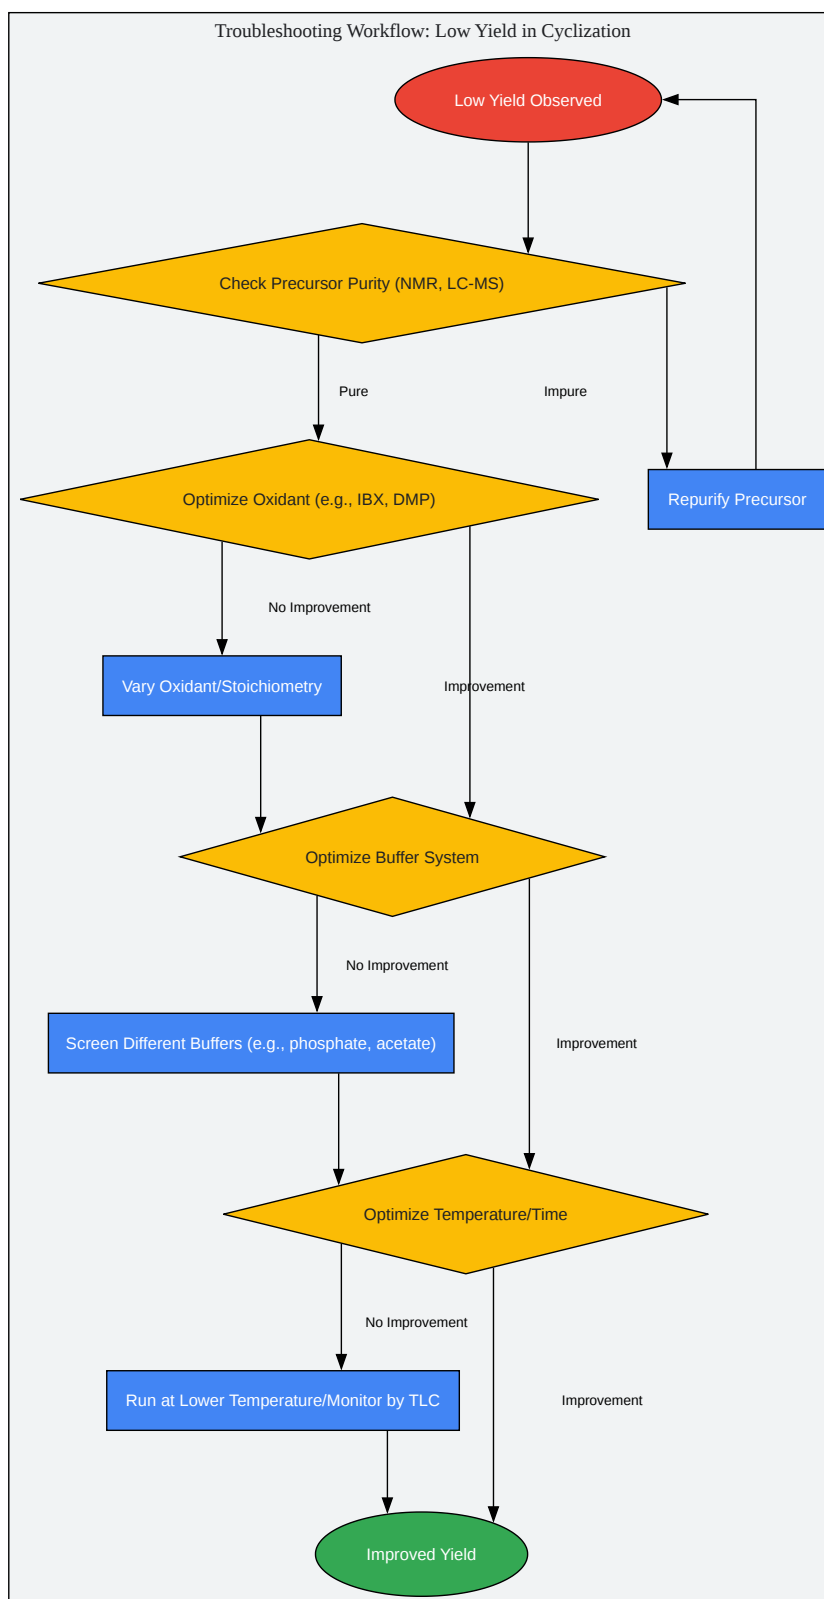 Troubleshooting Workflow: Low Yield in Cyclization
Low Yield Observed
Check Precursor Purity (NMR, LC-MS)
Pure
Impure
Optimize Oxidant (e.g., IBX, DMP)
Repurify Precursor
No Improvement
Vary Oxidant/Stoichiometry
Improvement
Optimize Buffer System
No Improvement
Screen Different Buffers (e.g., phosphate, acetate)
Improvement
Optimize Temperature/Time
No Improvement
Run at Lower Temperature/Monitor by TLC
Improvement
Improved Yield